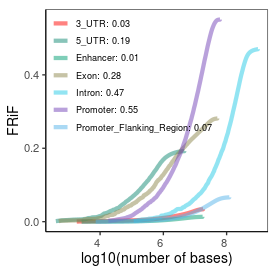 3_UTR: 0.03
5_UTR: 0.19
Enhancer: 0.01
Exon: 0.28
Intron: 0.47
Promoter: 0.55
Promoter_Flanking_Region: 0.07
FRiF
0.4
0.2
0.0
4 6 8
log10(number of bases)